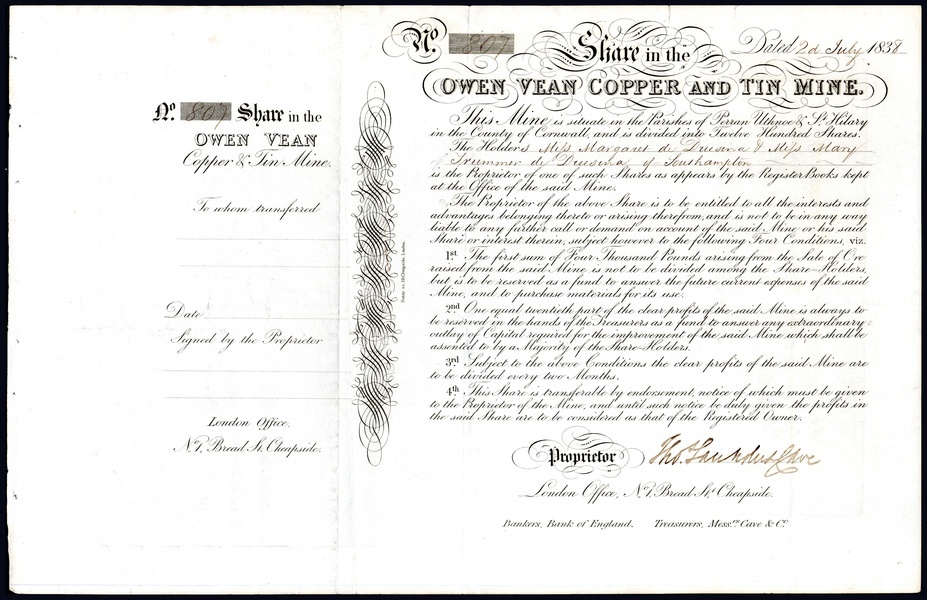 No. 807 Share in the
OWEN VEAN
Copper & Tin Mine.
To whom transferred
Date
Signed by the Proprietor
London Office,
No. 7, Bread St. Cheapside.
No. 807 Share in the Dated 2d July 1838
OWEN VEAN COPPER AND TIN MINE.
This Mine is situate in the Parishes of Perran Uthnoe & St. Hilary
in the County of Cornwall, and is divided into Twelve Hundred Shares.
The Holders Miss Margaret de & Miss Mary
de of Southampton
is the Proprietor of one of such Shares as appears by the Register Books kept
at the Office of the said Mine.
The Proprietor of the above Share is to be entitled to all the interests and
advantages belonging thereto or arising therefrom, and is not to be in any way
liable to any further call or demand on account of the said Mine or his said
Share or interest therein, subject however to the following Four Conditions, viz.
1st. The first sum of Four Thousand Pounds arising from the Sale of Ore
raised from the said Mine is not to be divided among the Share-Holders,
but is to be reserved as a fund to answer the future current expenses of the said
Mine, and to purchase materials for its use.
2nd. One equal twentieth part of the clear profits of the said Mine is always to
be reserved in the hands of the Treasurers as a fund to answer any extraordinary
outlay of Capital required for the improvement of the said Mine which shall be
assented to by a Majority of the Share-Holders.
3rd. Subject to the above Conditions the clear profits of the said Mine are
to be divided every two Months.
4th. This Share is transferable by endorsement, notice of which must be given
to the Proprietor of the Mine, and until such notice be duly given the profits in
the said Share are to be considered as that of the Registered Owner.
Proprietor Thos. Saunders Cave
London Office, No. 7, Bread St. Cheapside.
Bankers, Bank of England. Treasurers, Messrs. Cave & Co.